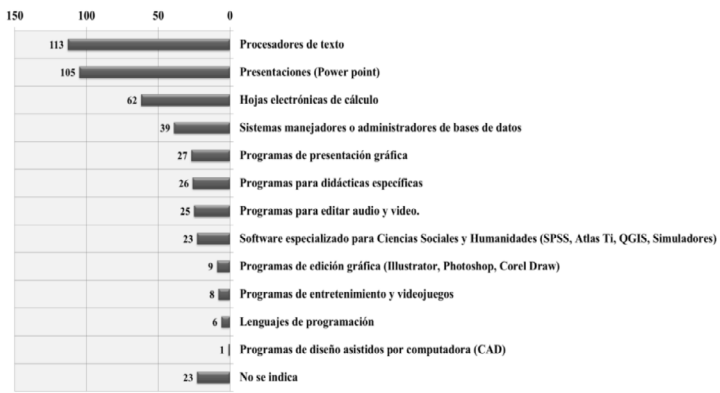 150 100 50 0
113 Procesadores de texto
105 Presentaciones (Power point)
62 Hojas electrónicas de cálculo
39 Sistemas manejadores o administradores de bases de datos
27 Programas de presentación gráfica
26 Programas para didácticas específicas
25 Programas para editar audio y video.
23 Software especializado para Ciencias Sociales y Humanidades (SPSS, Atlas Ti, QGIS, Simuladores)
9 Programas de edición gráfica (Illustrator, Photoshop, Corel Draw)
8 Programas de entretenimiento y videojuegos
6 Lenguajes de programación
1 Programas de diseño asistidos por computadora (CAD)
23 No se indica